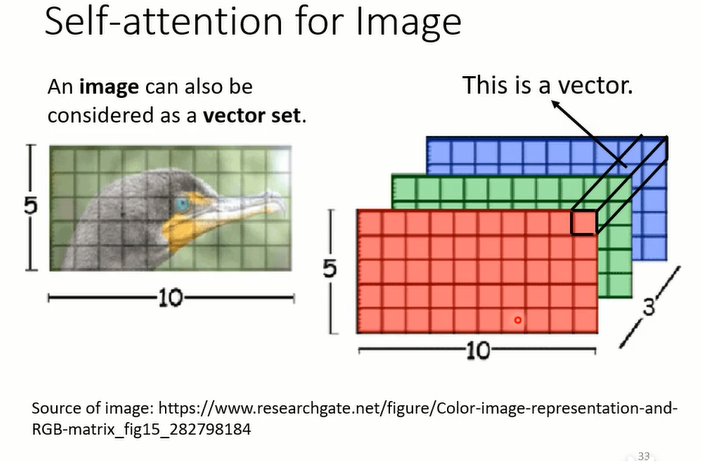 Self-attention for Image
An image can also be
considered as a vector set.
This is a vector.
5
10
5
10
3
Source of image: https://www.researchgate.net/figure/Color-image-representation-and-
RGB-matrix_fig15_282798184
33